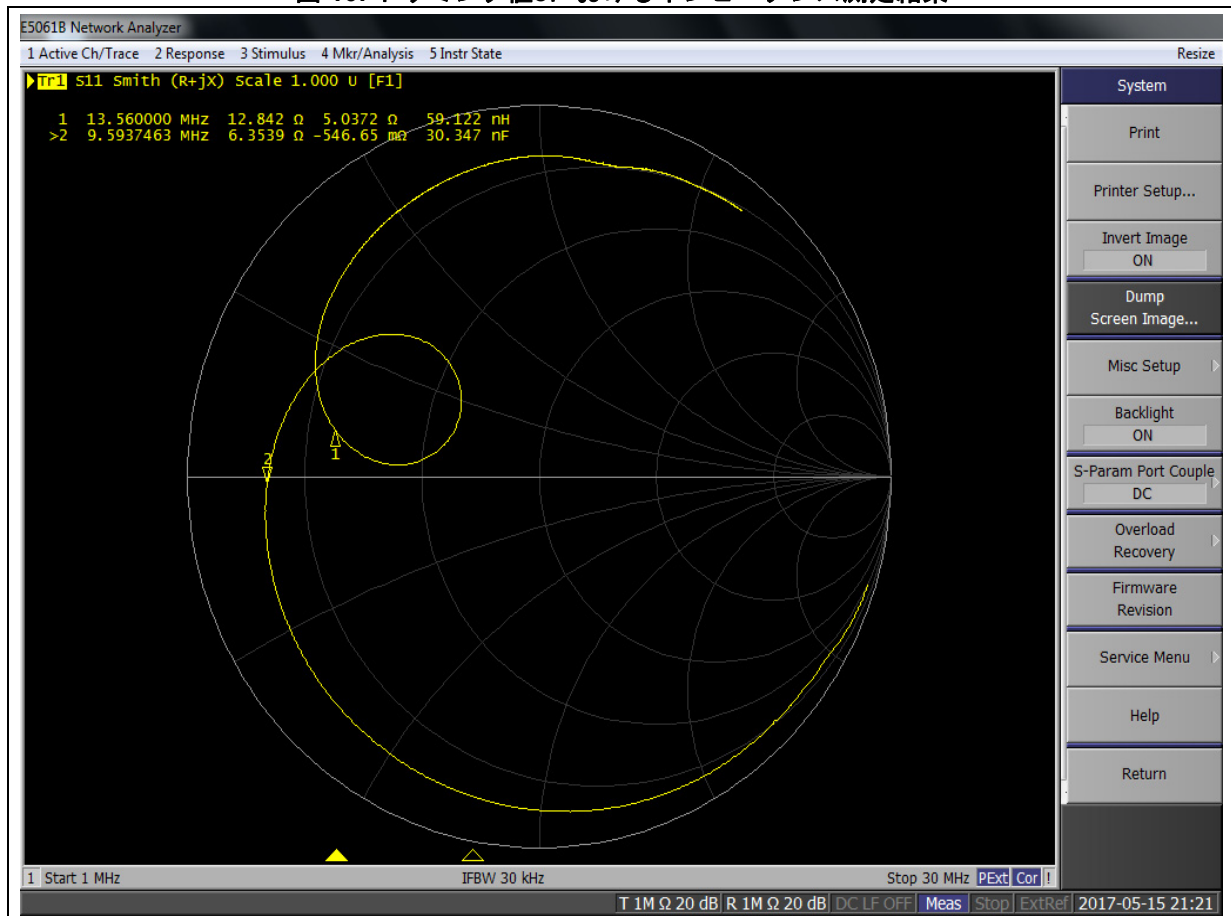 E5061B Network Analyzer
1 Active Ch/Trace 2 Response 3 Stimulus 4 Mkr/Analysis 5 Instr State Resize
Tr1 S11 Smith (R+jX) Scale 1.000 U [F1]
1 13.560000 MHz 12.842 Ω 5.0372 Ω 59.122 nH
>2 9.5937463 MHz 6.3539 Ω -546.65 mΩ 30.347 nF
2
1
System
Print
Printer Setup...
Invert Image
ON
Dump
Screen Image...
Misc Setup
Backlight
ON
S-Param Port Couple
DC
Overload
Recovery
Firmware
Revision
Service Menu
Help
Return
1 Start 1 MHz IFBW 30 kHz Stop 30 MHz PExt Cor !
T 1M Ω 20 dB R 1M Ω 20 dB DC LF OFF Meas Stop ExtRef 2017-05-15 21:21